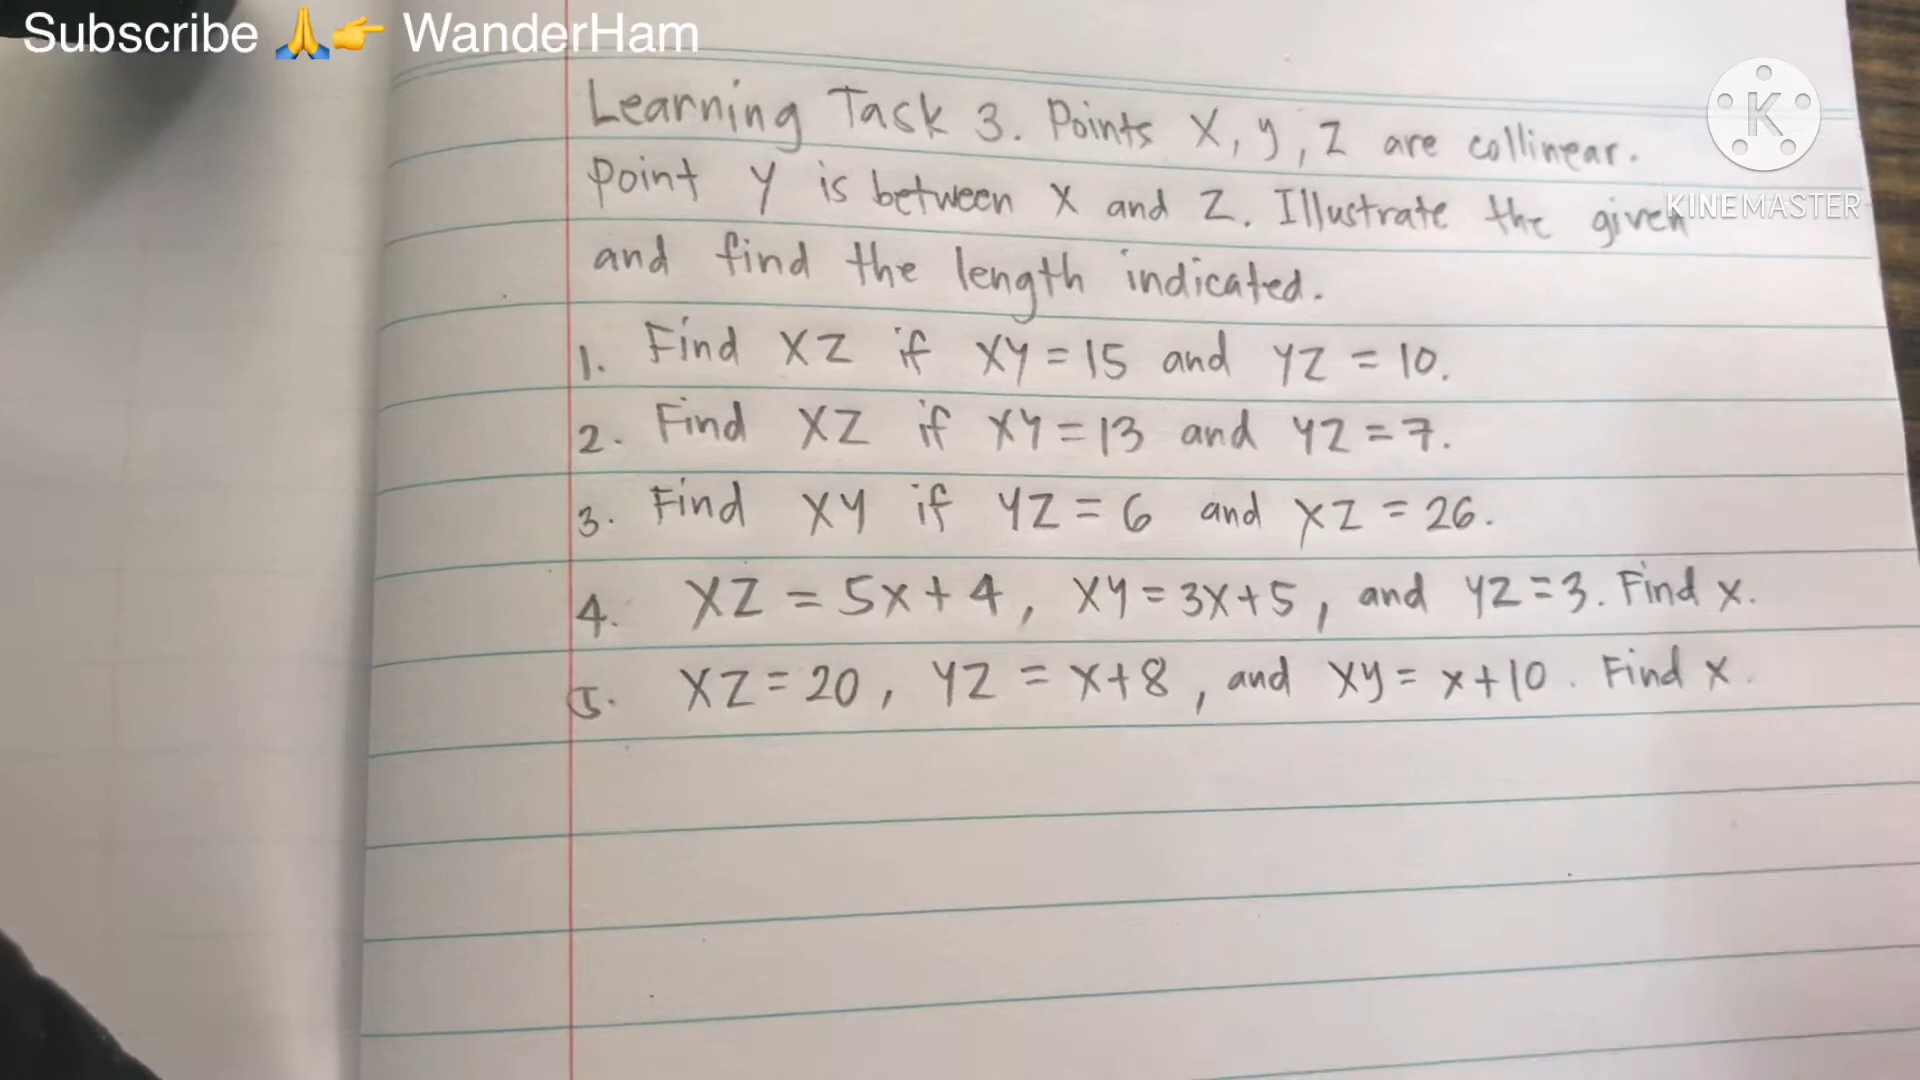 Subscribe 🙏👉 WanderHam
Learning Task 3. Points X, Y, Z are collinear.
Point Y is between X and Z. Illustrate the given
KINEMASTER
and find the length indicated.
1. Find XZ if XY = 15 and YZ = 10.
2. Find XZ if XY = 13 and YZ = 7.
3. Find XY if YZ = 6 and XZ = 26.
4. XZ = 5x + 4, XY = 3x + 5, and YZ = 3. Find x.
5. XZ = 20, YZ = x + 8, and XY = x + 10. Find x.